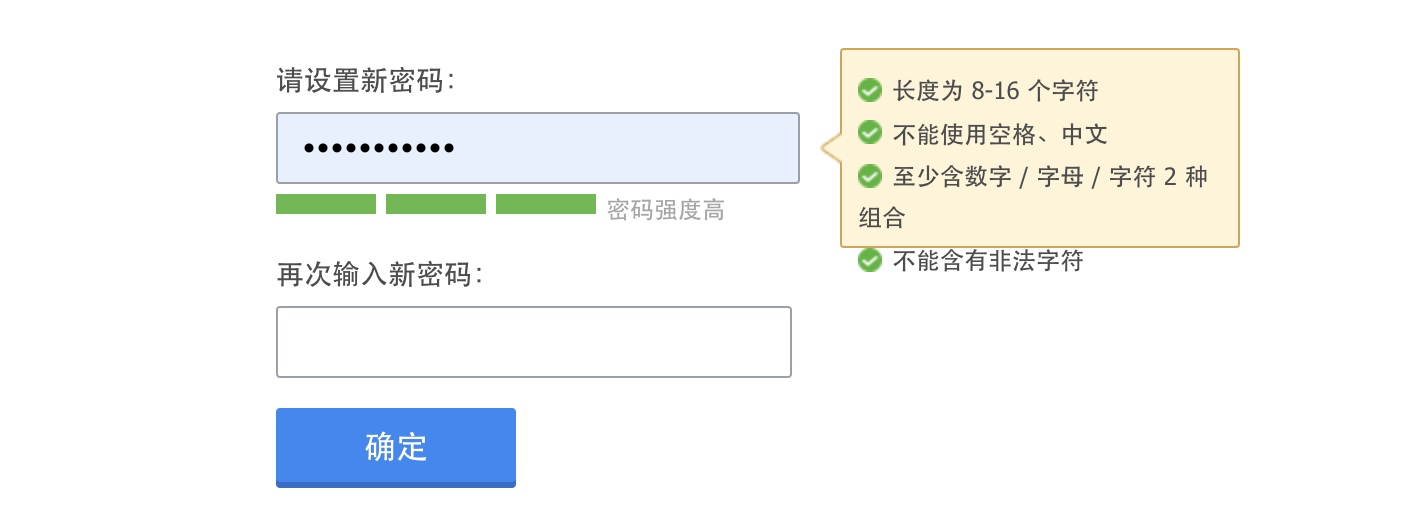 请设置新密码：
•••••••••••
密码强度高
再次输入新密码：
确定
长度为 8-16 个字符
不能使用空格、中文
至少含数字 / 字母 / 字符 2 种
组合
不能含有非法字符